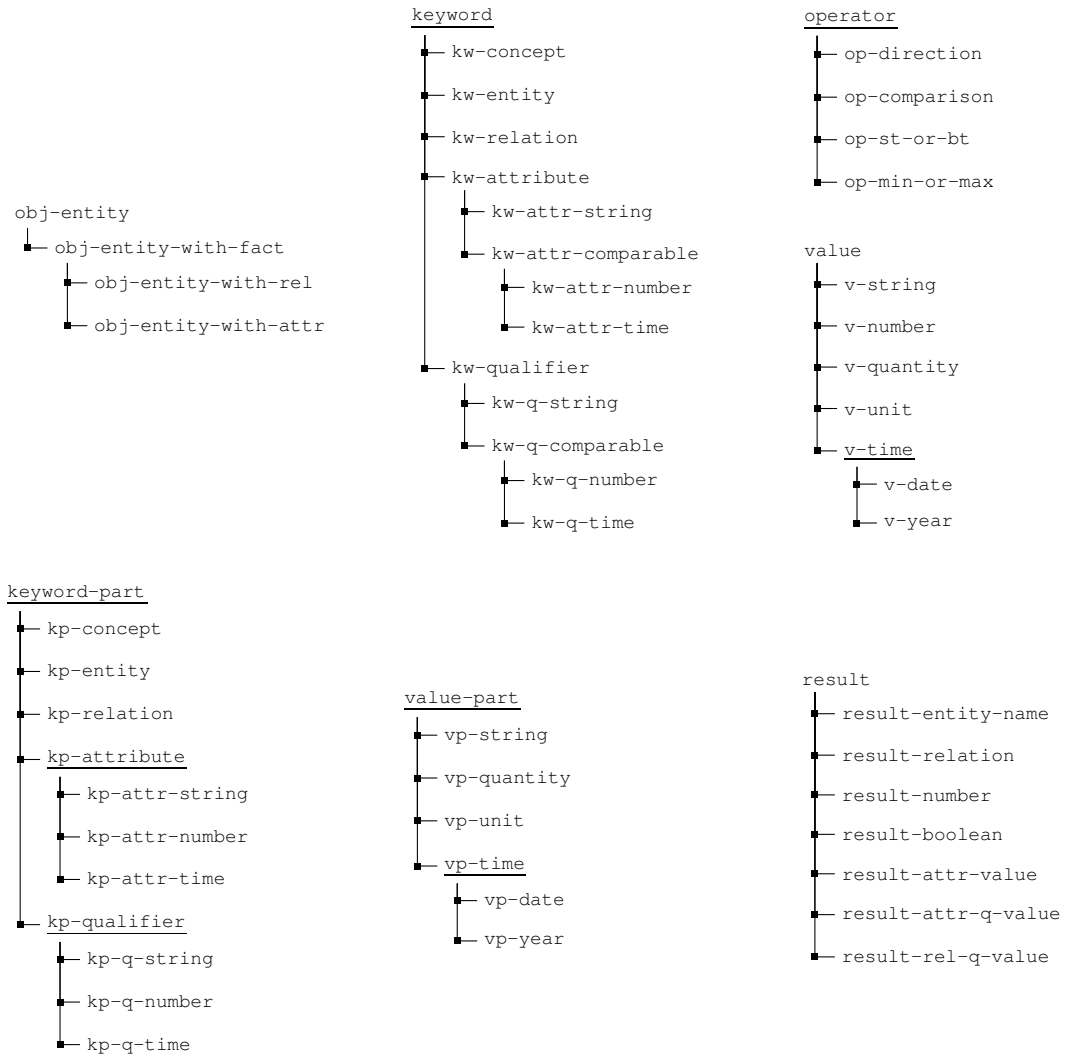 obj-entity
obj-entity-with-fact
obj-entity-with-rel
obj-entity-with-attr
keyword
kw-concept
kw-entity
kw-relation
kw-attribute
kw-attr-string
kw-attr-comparable
kw-attr-number
kw-attr-time
kw-qualifier
kw-q-string
kw-q-comparable
kw-q-number
kw-q-time
operator
op-direction
op-comparison
op-st-or-bt
op-min-or-max
value
v-string
v-number
v-quantity
v-unit
v-time
v-date
v-year
keyword-part
kp-concept
kp-entity
kp-relation
kp-attribute
kp-attr-string
kp-attr-number
kp-attr-time
kp-qualifier
kp-q-string
kp-q-number
kp-q-time
value-part
vp-string
vp-quantity
vp-unit
vp-time
vp-date
vp-year
result
result-entity-name
result-relation
result-number
result-boolean
result-attr-value
result-attr-q-value
result-rel-q-value